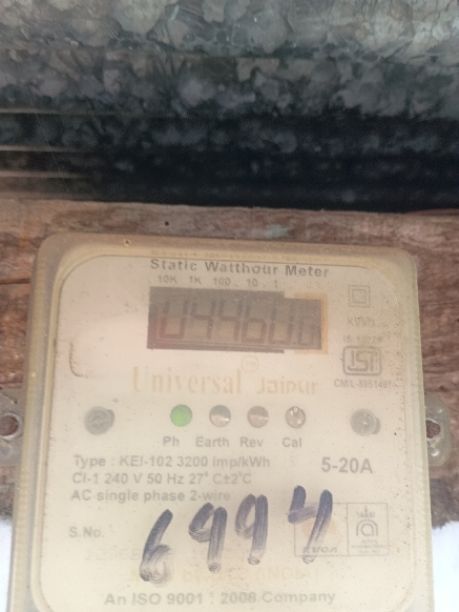 Static Watthour Meter
10K 1K 100 . 10 . 1
Universal Jaipur
Ph Earth Rev Cal
Type : KEI-102 3200 imp/kWh
5-20A
Cl-1 240 V 50 Hz 27°C±2°C
AC single phase 2-wire
S.No.
6994
An ISO 9001 : 2008 Company